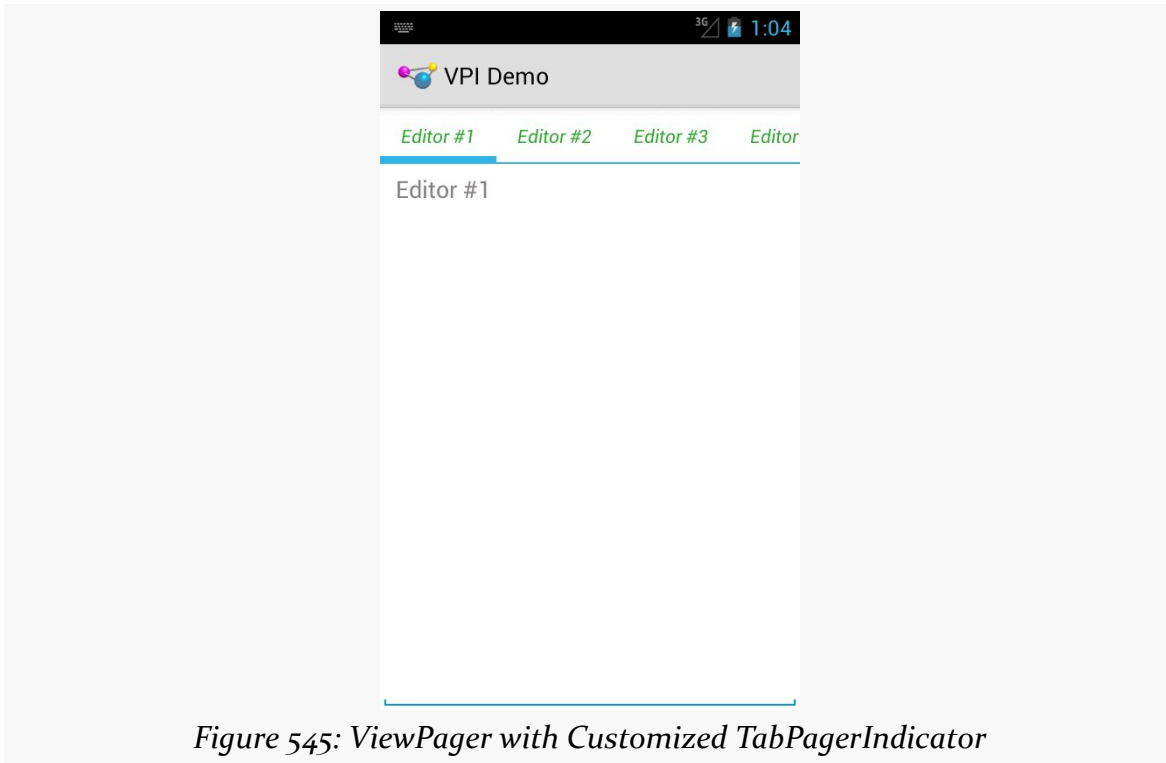 3G 1:04
VPI Demo
Editor #1 Editor #2 Editor #3 Editor
Editor #1
Figure 545: ViewPager with Customized TabPagerIndicator